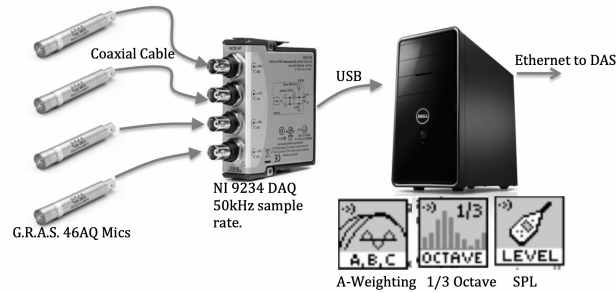 Coaxial Cable
USB
Ethernet to DAS
DELL
NI 9234 DAQ
50kHz sample
rate.
G.R.A.S. 46AQ Mics
A,B,C
1/3
OCTAVE
LEVEL
A-Weighting
1/3 Octave
SPL